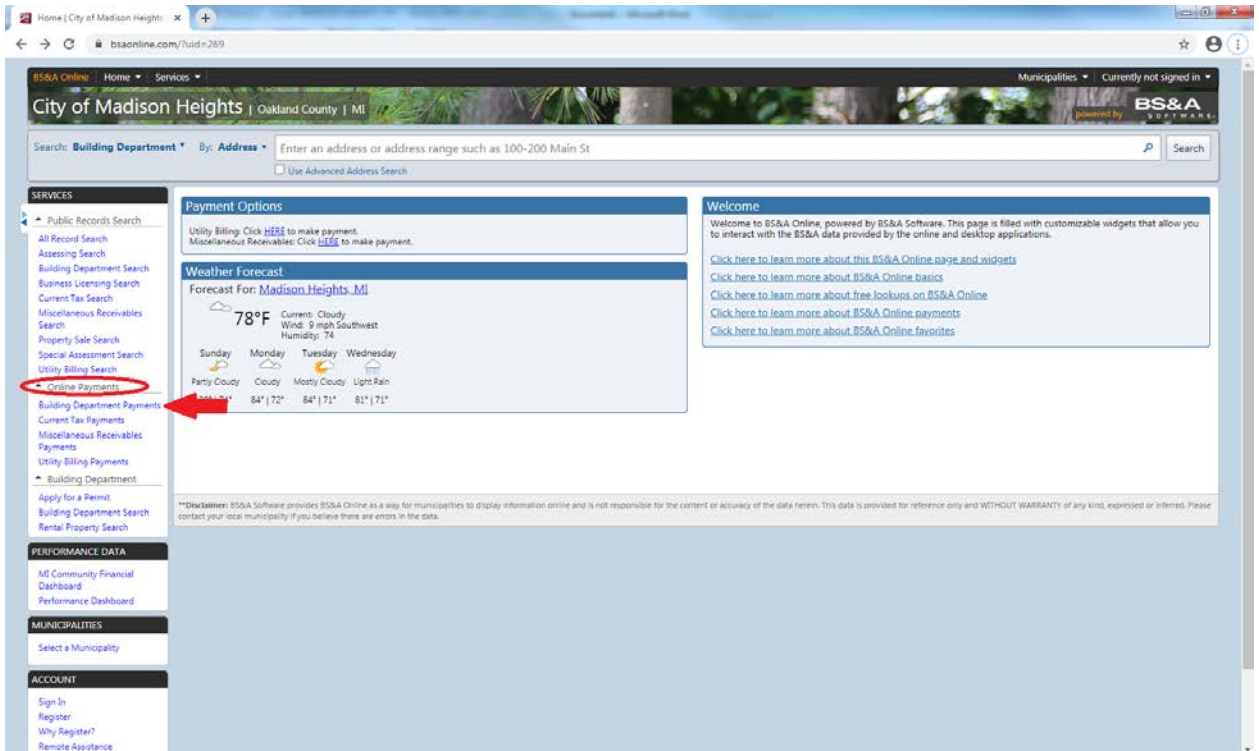 Home | City of Madison Heights
bsaonline.com/?uid=269
BS&A Online Home Services Municipalities Currently not signed in
City of Madison Heights | Oakland County | MI
powered by BS&A SOFTWARE
Search: Building Department By: Address Enter an address or address range such as 100-200 Main St Search
Use Advanced Address Search
SERVICES
Public Records Search
All Record Search
Assessing Search
Building Department Search
Business Licensing Search
Current Tax Search
Miscellaneous Receivables
Search
Property Sale Search
Special Assessment Search
Utility Billing Search
Online Payments
Building Department Payments
Current Tax Payments
Miscellaneous Receivables
Payments
Utility Billing Payments
Building Department
Apply for a Permit
Building Department Search
Rental Property Search
PERFORMANCE DATA
MI Community Financial
Dashboard
Performance Dashboard
MUNICIPALITIES
Select a Municipality
ACCOUNT
Sign In
Register
Why Register?
Remote Assistance
Payment Options
Utility Billing: Click HERE to make payment.
Miscellaneous Receivables: Click HERE to make payment.
Weather Forecast
Forecast For: Madison Heights, MI
78°F
Current: Cloudy
Wind: 9 mph Southwest
Humidity: 74
Sunday Monday Tuesday Wednesday
Partly Cloudy Cloudy Mostly Cloudy Light Rain
84° | 72° 84° | 71° 81° | 71°
Welcome
Welcome to BS&A Online, powered by BS&A Software. This page is filled with customizable widgets that allow you
to interact with the BS&A data provided by the online and desktop applications.
Click here to learn more about this BS&A Online page and widgets
Click here to learn more about BS&A Online basics
Click here to learn more about free lookups on BS&A Online
Click here to learn more about BS&A Online payments
Click here to learn more about BS&A Online favorites
**Disclaimer: BS&A Software provides BS&A Online as a way for municipalities to display information online and is not responsible for the content or accuracy of the data herein. This data is provided for reference only and WITHOUT WARRANTY of any kind, expressed or inferred. Please
contact your local municipality if you believe there are errors in the data.